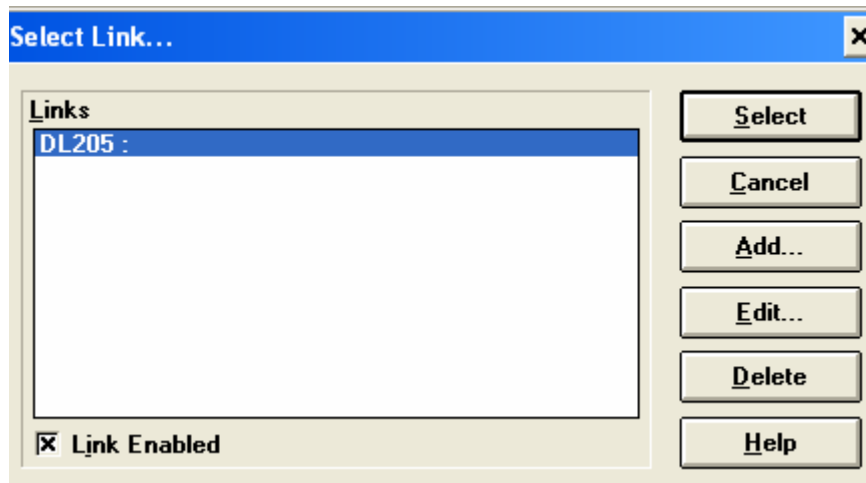 Select Link...
Links
DL205 :
Link Enabled
Select
Cancel
Add...
Edit...
Delete
Help